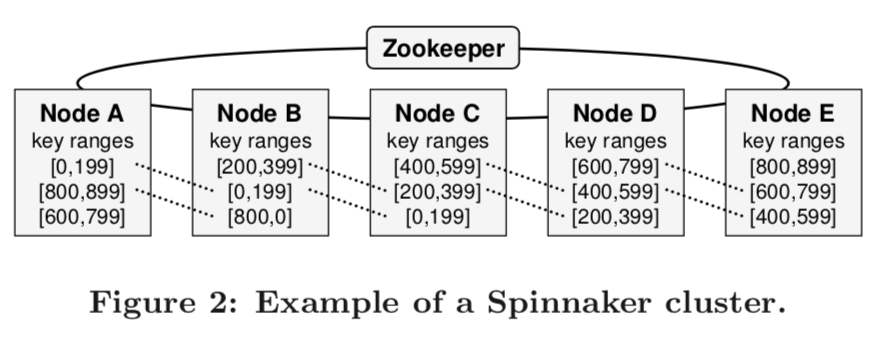 Zookeeper
Node A
key ranges
[0,199]
[800,899]
[600,799]
Node B
key ranges
[200,399]
[0,199]
[800,0]
Node C
key ranges
[400,599]
[200,399]
[0,199]
Node D
key ranges
[600,799]
[400,599]
[200,399]
Node E
key ranges
[800,899]
[600,799]
[400,599]
Figure 2: Example of a Spinnaker cluster.